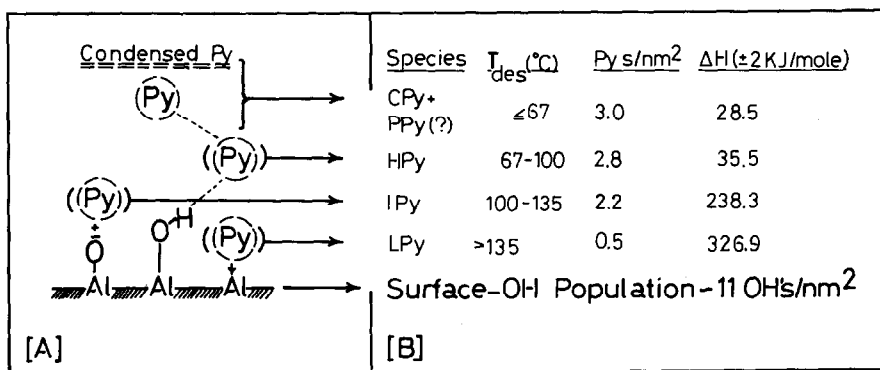 Condensed Py
(Py)
((Py))
((Py))
((Py))
+
- O
O H
Al Al Al
[A]
Species Tdes(°C) Py s/nm² ΔH(±2 KJ/mole)
CPy+
PPy(?) ≤67 3.0 28.5
HPy 67-100 2.8 35.5
IPy 100-135 2.2 238.3
LPy >135 0.5 326.9
Surface-OH Population-11 OH's/nm²
[B]